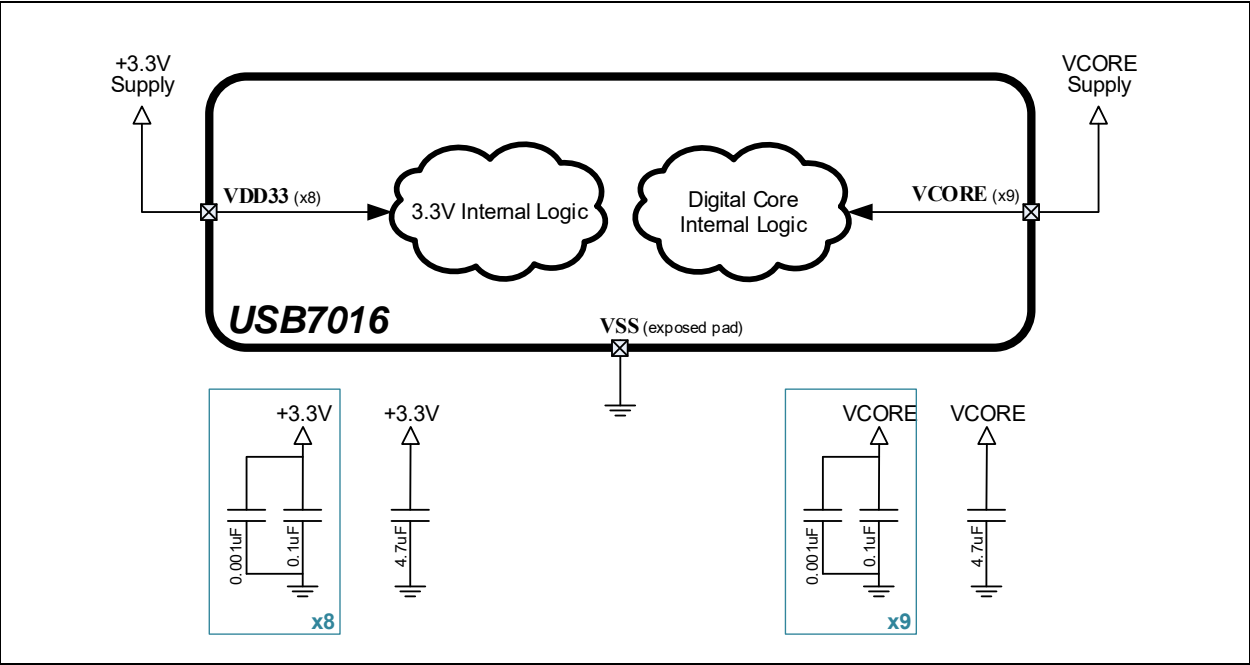 +3.3V
Supply
VCORE
Supply
VDD33 (x8)
3.3V Internal Logic
Digital Core
Internal Logic
VCORE (x9)
USB7016
VSS (exposed pad)
+3.3V
+3.3V
VCORE
VCORE
0.001uF
0.1uF
4.7uF
0.001uF
0.1uF
4.7uF
x8
x9